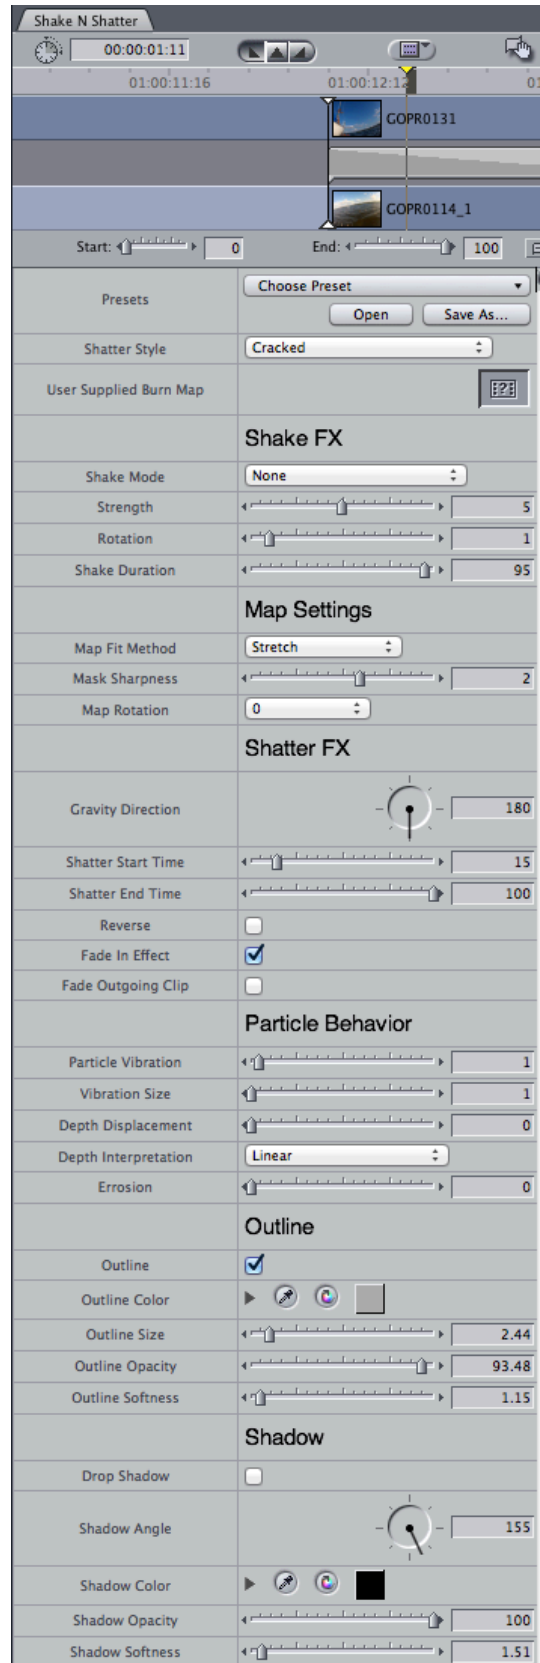 Shake N Shatter
00:00:01:11
01:00:11:16 01:00:12:12 01
GOPR0131
GOPR0114_1
Start: 0 End: 100
Presets Choose Preset
Open Save As...
Shatter Style Cracked
User Supplied Burn Map
Shake FX
Shake Mode None
Strength 5
Rotation 1
Shake Duration 95
Map Settings
Map Fit Method Stretch
Mask Sharpness 2
Map Rotation 0
Shatter FX
Gravity Direction 180
Shatter Start Time 15
Shatter End Time 100
Reverse
Fade In Effect
Fade Outgoing Clip
Particle Behavior
Particle Vibration 1
Vibration Size 1
Depth Displacement 0
Depth Interpretation Linear
Errosion 0
Outline
Outline
Outline Color
Outline Size 2.44
Outline Opacity 93.48
Outline Softness 1.15
Shadow
Drop Shadow
Shadow Angle 155
Shadow Color
Shadow Opacity 100
Shadow Softness 1.51